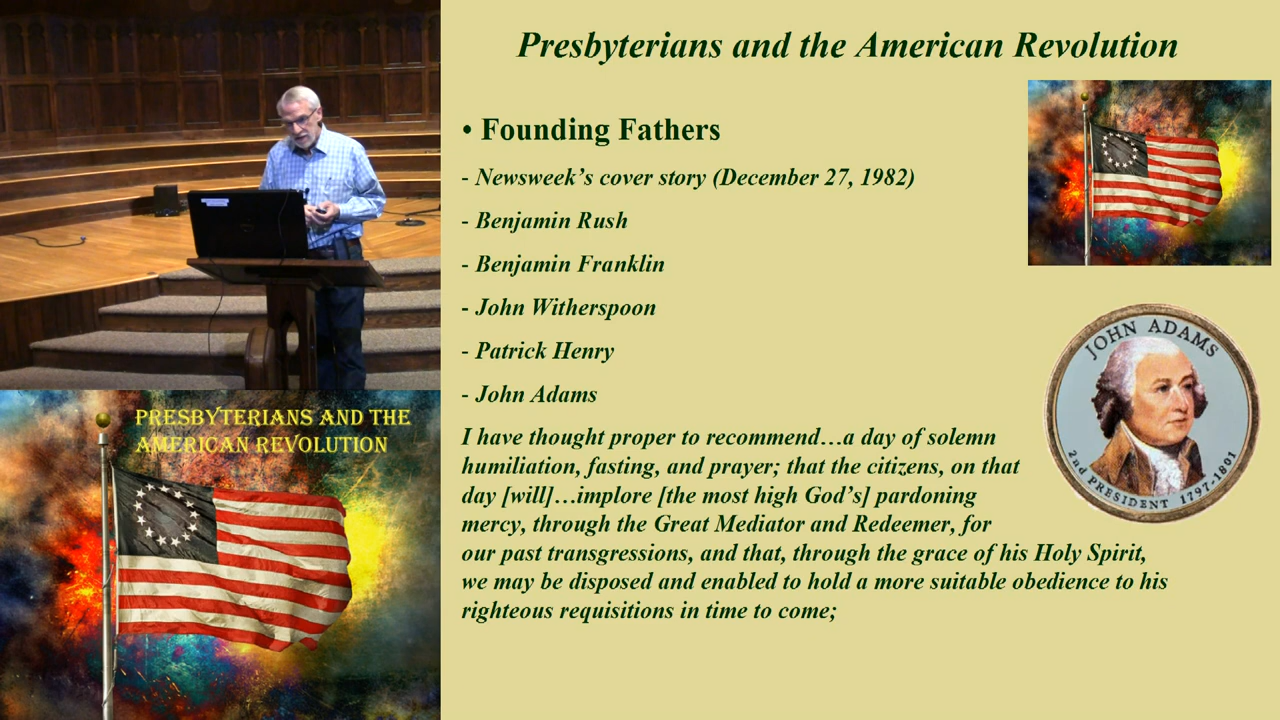 Presbyterians and the American Revolution
• Founding Fathers
- Newsweek’s cover story (December 27, 1982)
- Benjamin Rush
- Benjamin Franklin
- John Witherspoon
- Patrick Henry
- John Adams
I have thought proper to recommend…a day of solemn
humiliation, fasting, and prayer; that the citizens, on that
day [will]…implore [the most high God’s] pardoning
mercy, through the Great Mediator and Redeemer, for
our past transgressions, and that, through the grace of his Holy Spirit,
we may be disposed and enabled to hold a more suitable obedience to his
righteous requisitions in time to come;
JOHN ADAMS
2nd PRESIDENT 1797-1801
PRESBYTERIANS AND THE
AMERICAN REVOLUTION